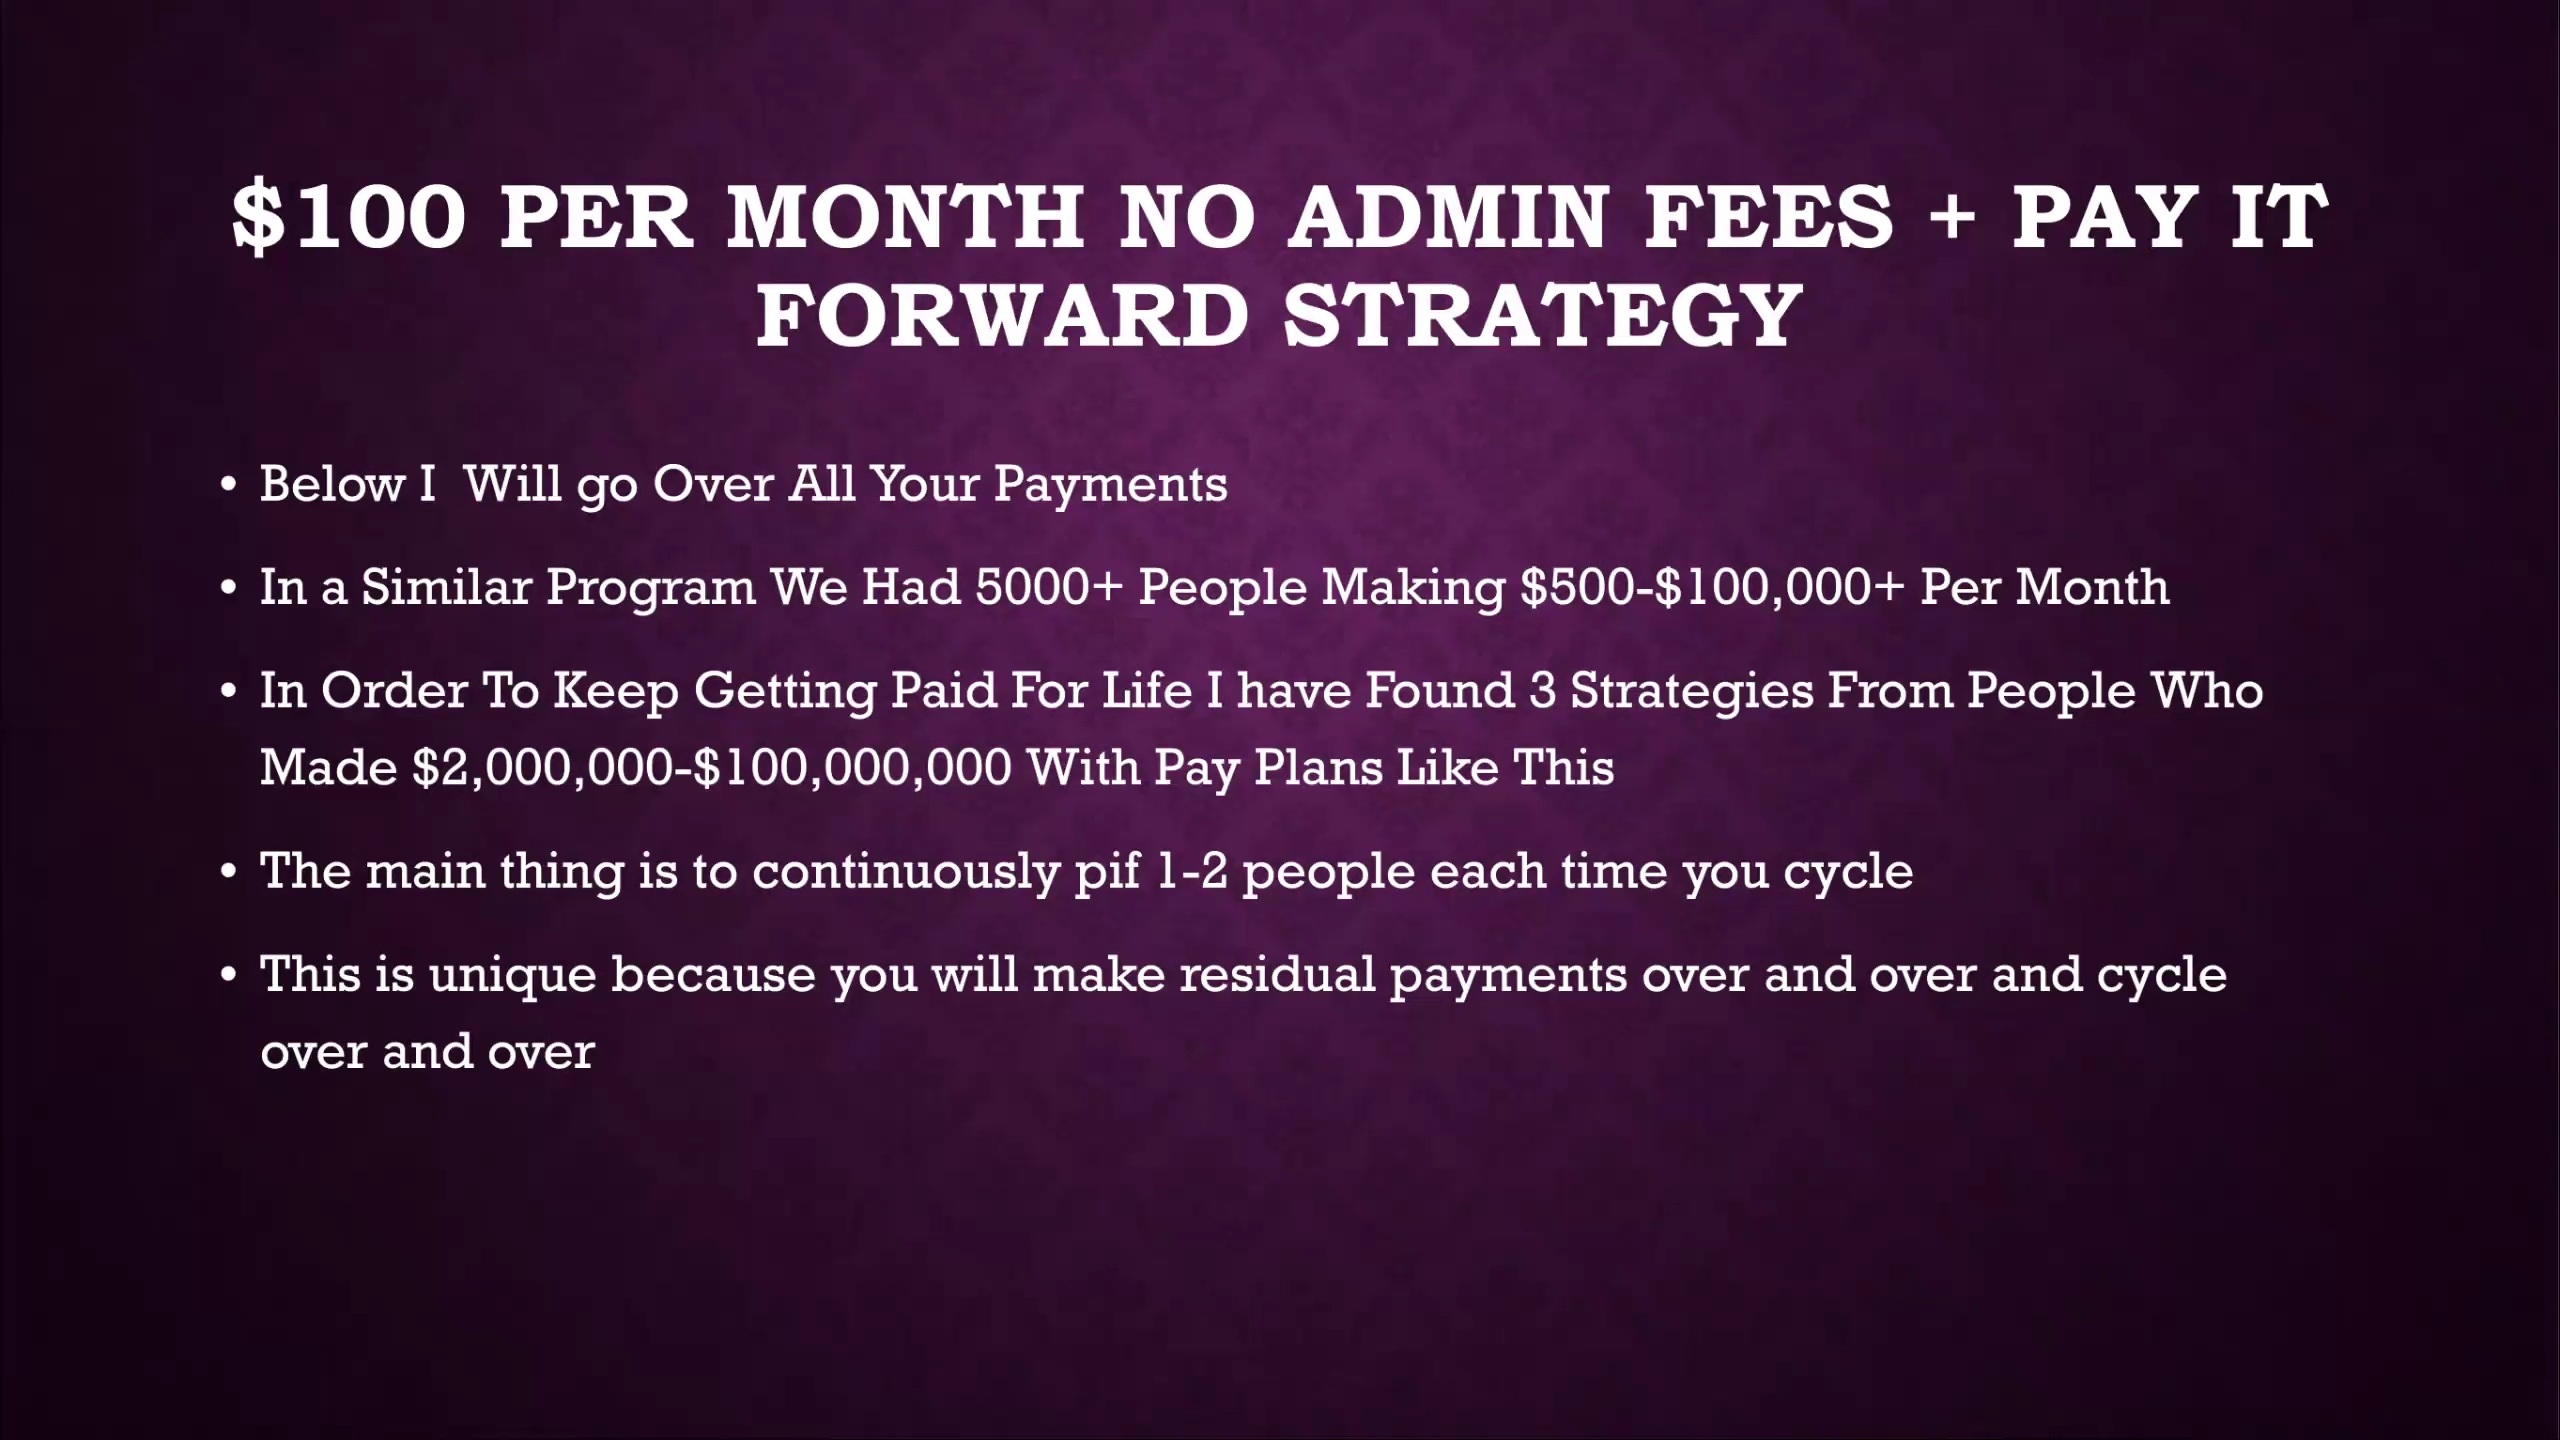 $100 PER MONTH NO ADMIN FEES + PAY IT
FORWARD STRATEGY
• Below I  Will go Over All Your Payments
• In a Similar Program We Had 5000+ People Making $500-$100,000+ Per Month
• In Order To Keep Getting Paid For Life I have Found 3 Strategies From People Who
Made $2,000,000-$100,000,000 With Pay Plans Like This
• The main thing is to continuously pif 1-2 people each time you cycle
• This is unique because you will make residual payments over and over and cycle
over and over